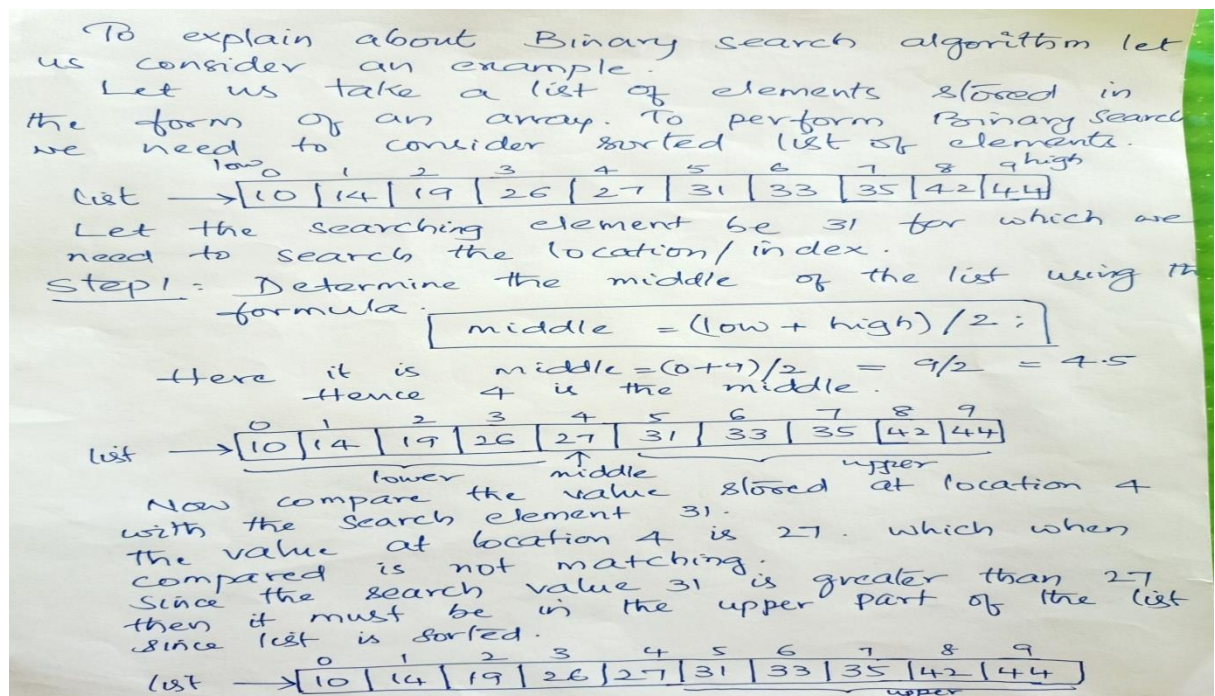 To explain about Binary search algorithm let
us consider an example.
Let us take a list of elements stored in
the form of an array. To perform Binary Search
we need to consider sorted list of elements.
low 0 1 2 3 4 5 6 7 8 9 high
list → 10 14 19 26 27 31 33 35 42 44
Let the searching element be 31 for which we
need to search the location/index.
Step1: Determine the middle of the list using th
formula.
middle = (low + high)/2;
Here it is middle=(0+9)/2 = 9/2 = 4.5
Hence 4 is the middle.
0 1 2 3 4 5 6 7 8 9
list → 10 14 19 26 27 31 33 35 42 44
lower ↑ middle upper
Now compare the value stored at location 4
with the search element 31.
The value at location 4 is 27. which when
compared is not matching.
Since the search value 31 is greater than 27
then it must be in the upper part of the list
since list is sorted.
0 1 2 3 4 5 6 7 8 9
list → 10 14 19 26 27 31 33 35 42 44
upper